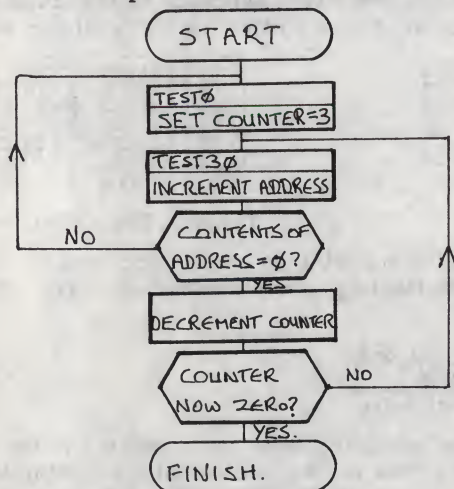 START
TESTØ
SET COUNTER=3
TEST3Ø
INCREMENT ADDRESS
NO
CONTENTS OF
ADDRESS=Ø?
YES
DECREMENT COUNTER
COUNTER
NOW ZERO?
NO
YES.
FINISH.